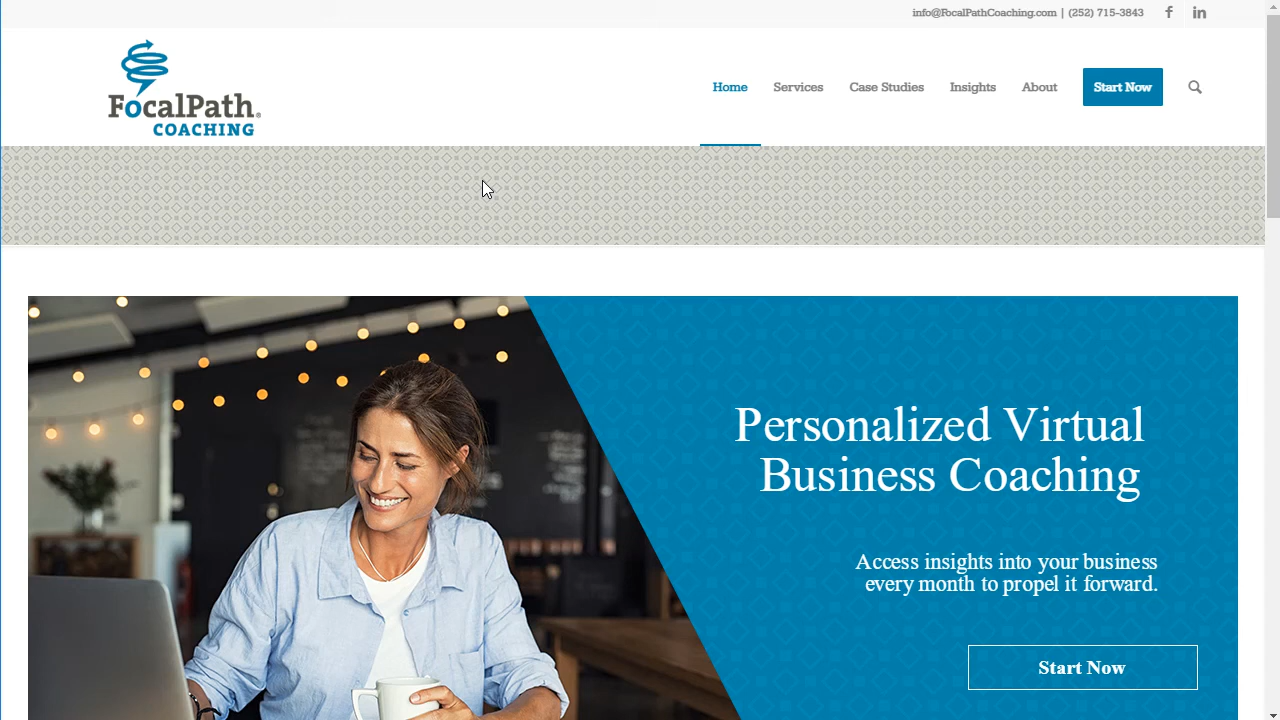 info@FocalPathCoaching.com | (252) 715-3843
FocalPath®
COACHING
Home
Services
Case Studies
Insights
About
Start Now
Personalized Virtual
Business Coaching
Access insights into your business
every month to propel it forward.
Start Now